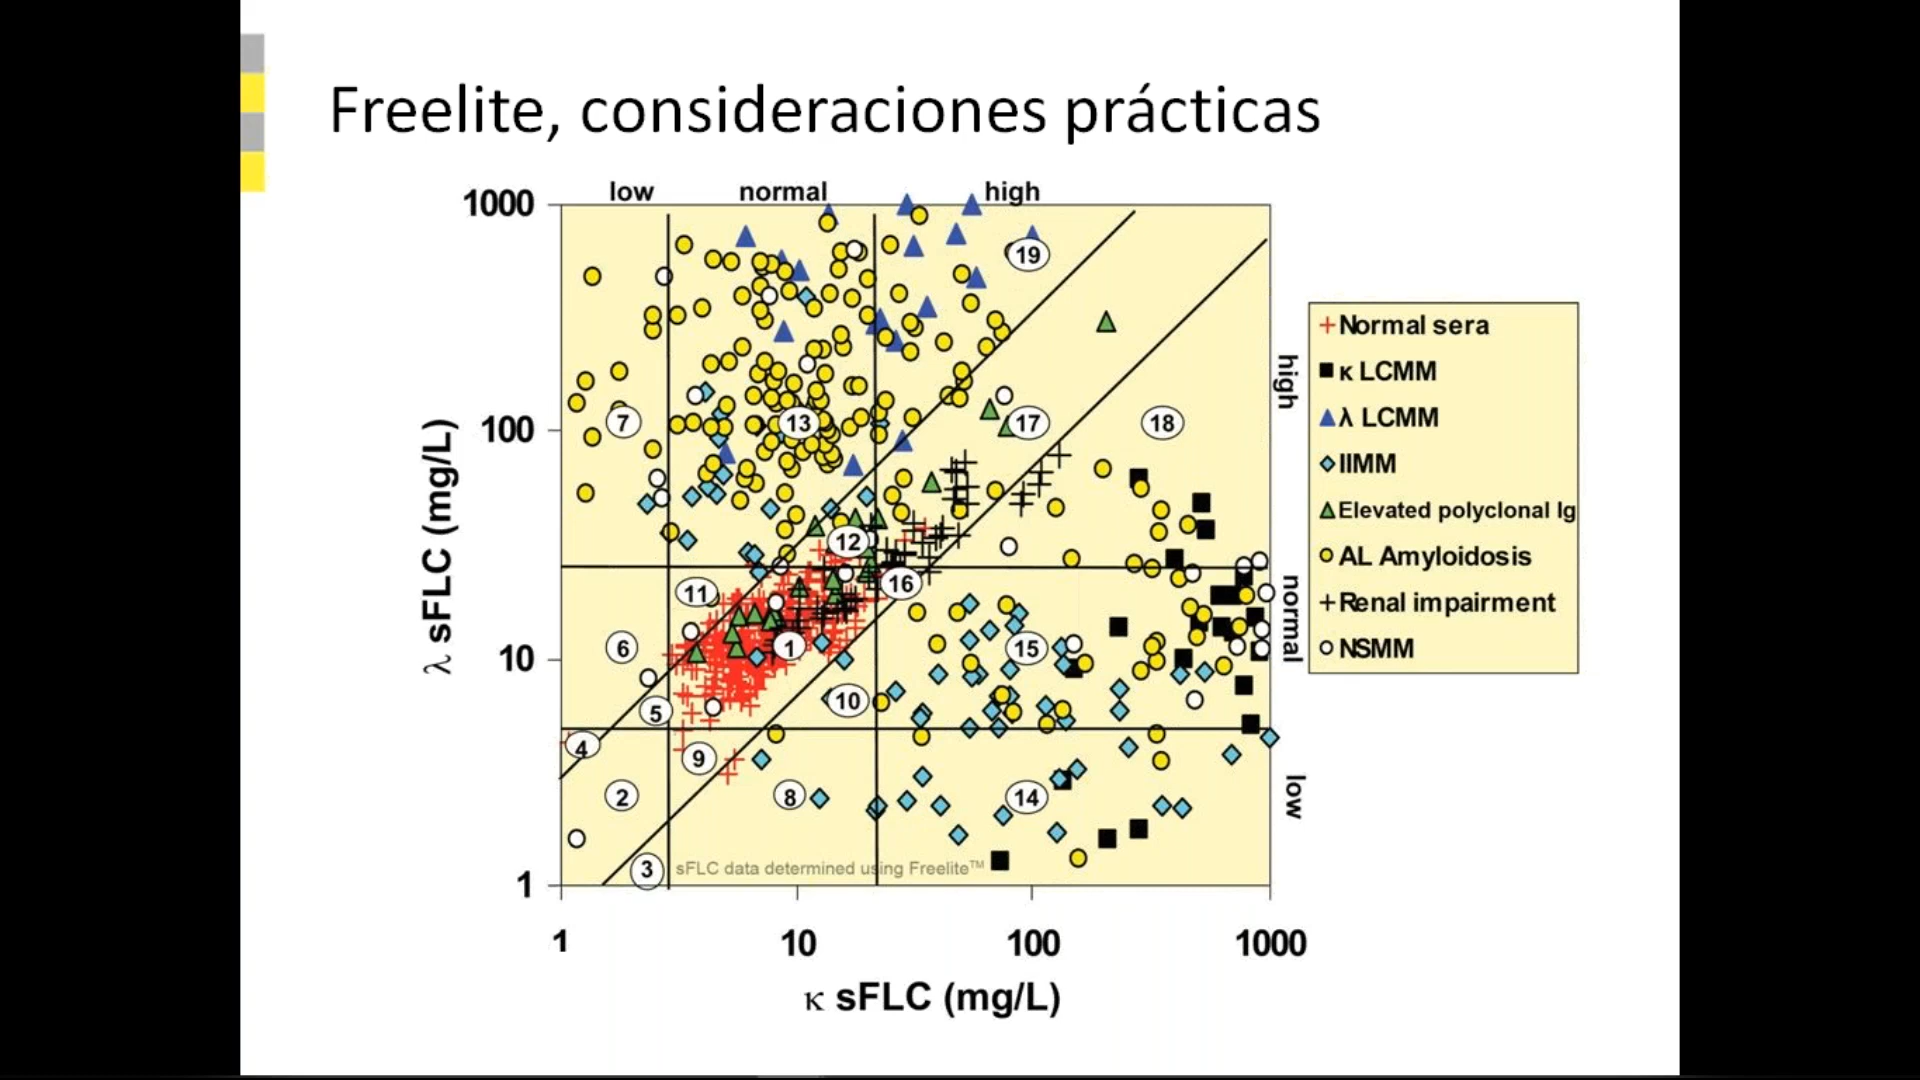 Freelite, consideraciones prácticas
low normal high
1000
100
10
1
λ sFLC (mg/L)
19
7
13
17
18
12
11
16
6
1
15
5
10
4
9
2
8
14
3
sFLC data determined using Freelite™
high
normal
low
1 10 100 1000
κ sFLC (mg/L)
Normal sera
κ LCMM
λ LCMM
IIMM
Elevated polyclonal Ig
AL Amyloidosis
Renal impairment
NSMM